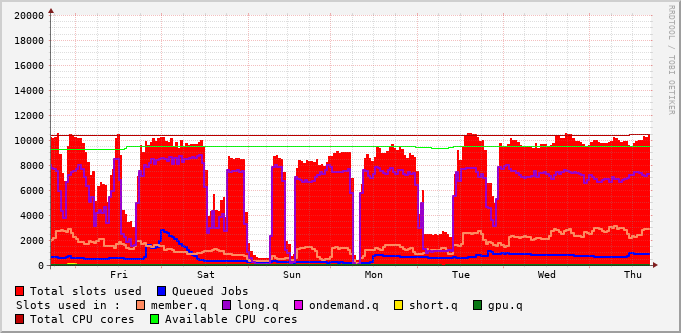 20000
18000
16000
14000
12000
10000
8000
6000
4000
2000
0
Fri Sat Sun Mon Tue Wed Thu
RRDTOOL / TOBI OETIKER
Total slots used Queued Jobs
Slots used in : member.q long.q ondemand.q short.q gpu.q
Total CPU cores Available CPU cores